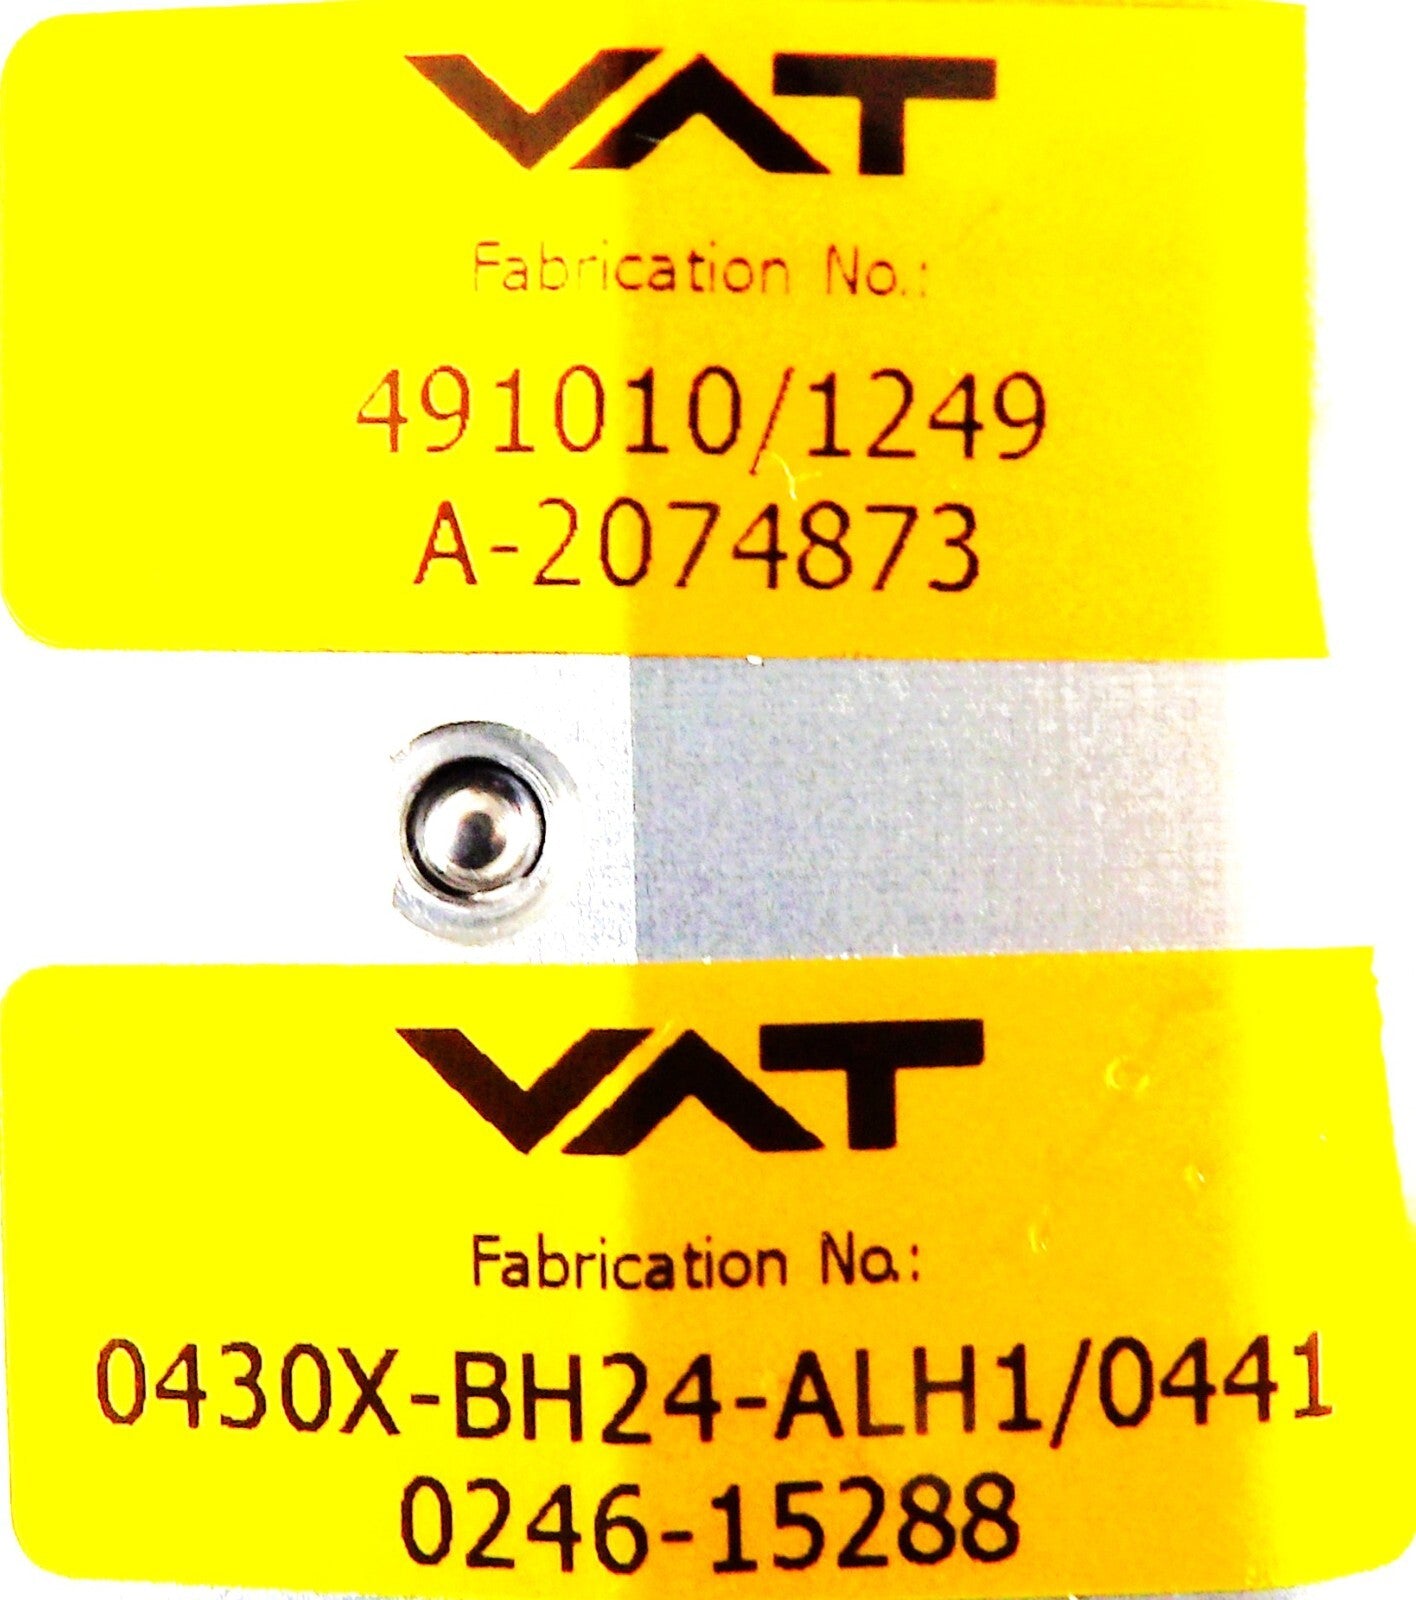 VAT
Fabrication No.:
491010/1249
A-2074873
VAT
Fabrication No.:
0430X-BH24-ALH1/0441
0246-15288